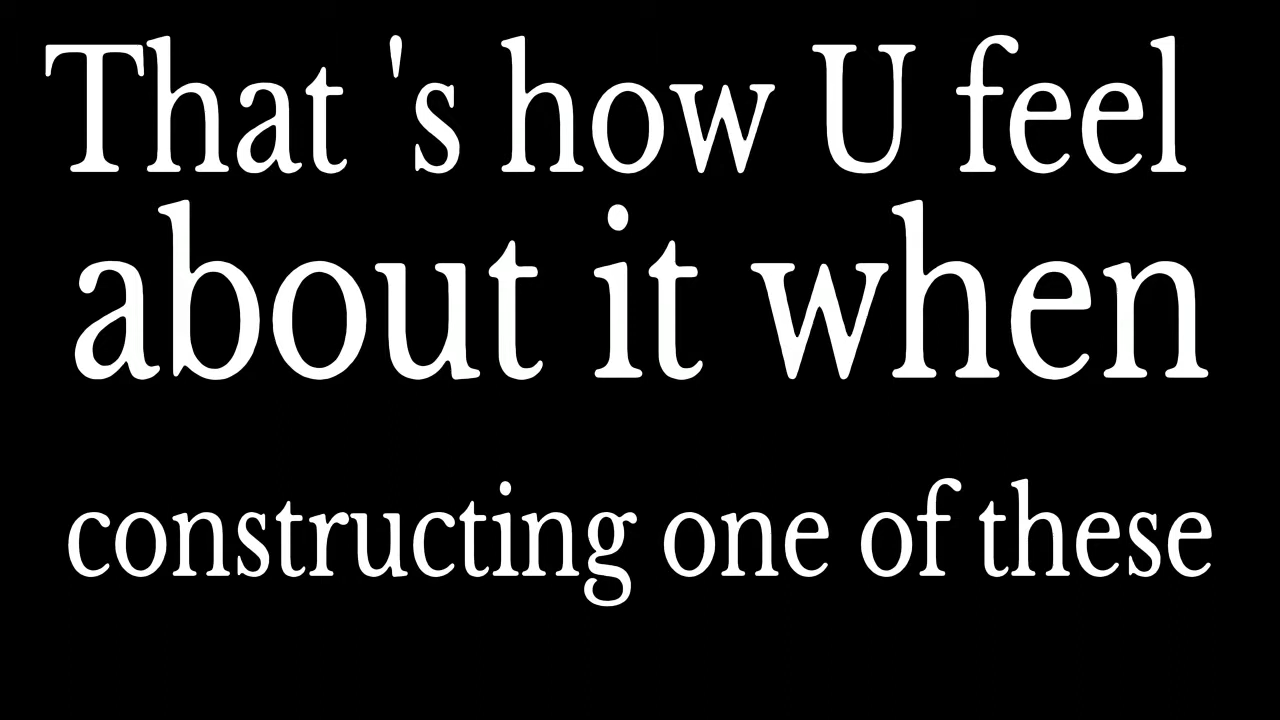 That 's how U feel
about it when
constructing one of these